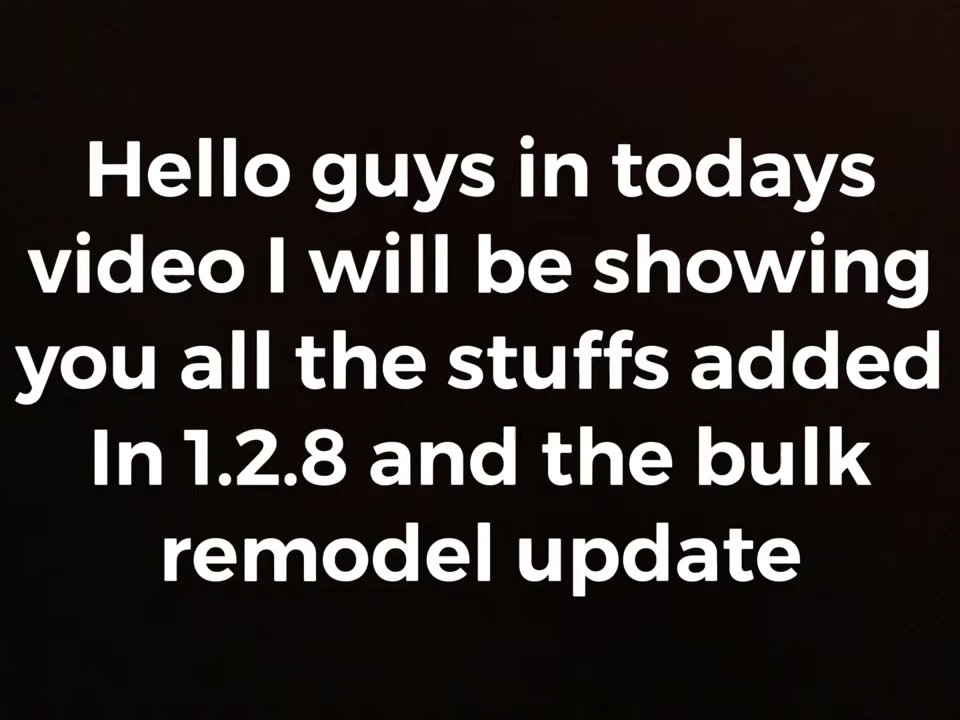 Hello guys in todays
video I will be showing
you all the stuffs added
In 1.2.8 and the bulk
remodel update